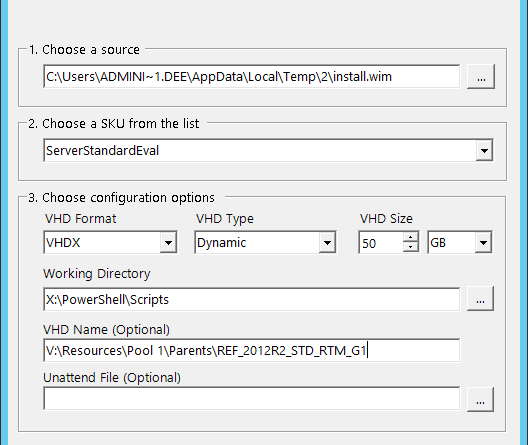 1. Choose a source
C:\Users\ADMINI~1.DEE\AppData\Local\Temp\2\install.wim
...
2. Choose a SKU from the list
ServerStandardEval
3. Choose configuration options
VHD Format VHD Type VHD Size
VHDX Dynamic 50 GB
Working Directory
X:\PowerShell\Scripts
...
VHD Name (Optional)
V:\Resources\Pool 1\Parents\REF_2012R2_STD_RTM_G1
Unattend File (Optional)
...